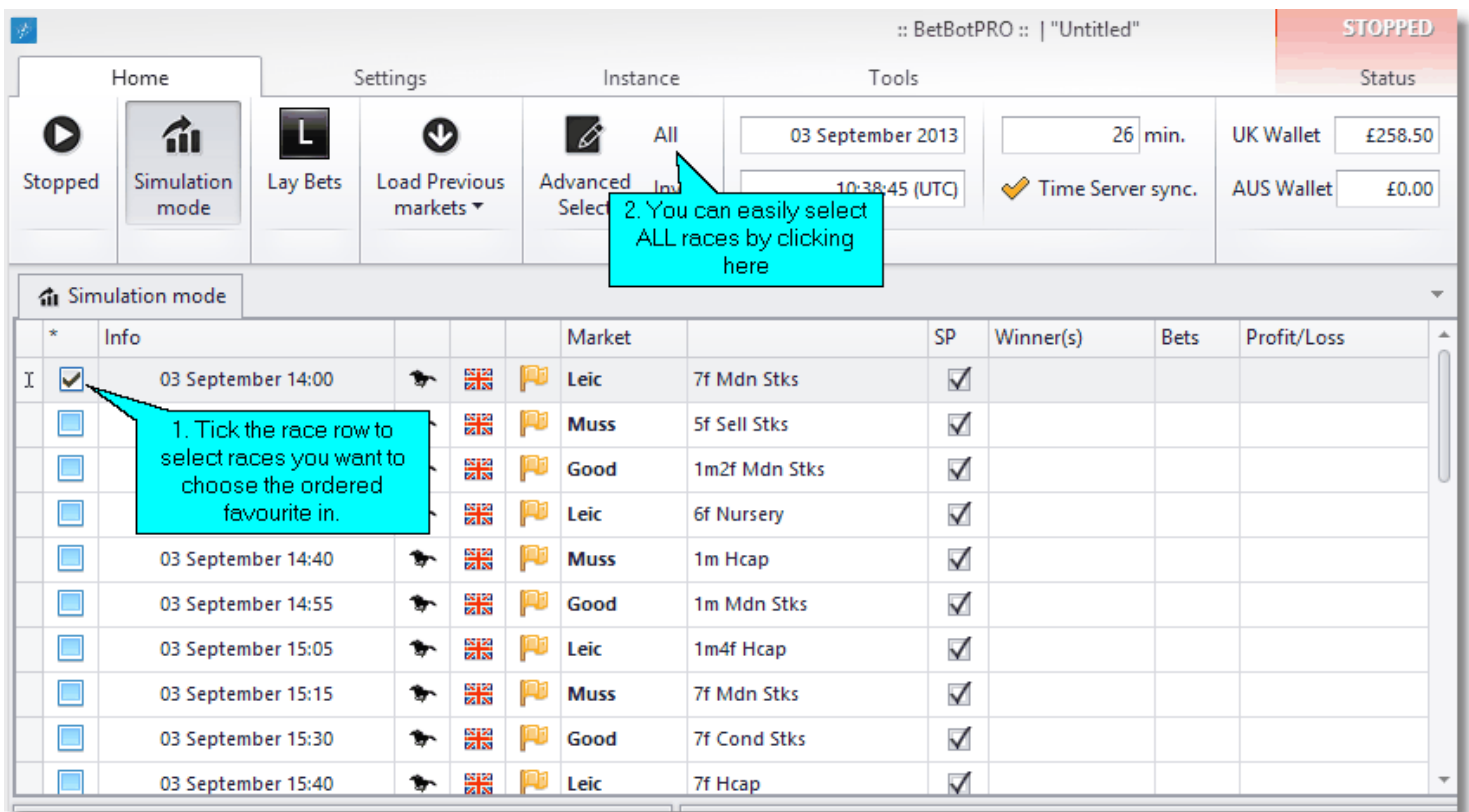 :: BetBotPRO :: | "Untitled"
STOPPED
Home Settings Instance Tools Status
L
All 03 September 2013 26 min. UK Wallet £258.50
Stopped Simulation mode Lay Bets Load Previous markets Advanced
10:38:45 (UTC) Time Server sync. AUS Wallet £0.00
2. You can easily select
ALL races by clicking
here
Simulation mode
* Info Market SP Winner(s) Bets Profit/Loss
03 September 14:00 Leic 7f Mdn Stks
Muss 5f Sell Stks
Good 1m2f Mdn Stks
Leic 6f Nursery
1. Tick the race row to
select races you want to
choose the ordered
favourite in.
03 September 14:40 Muss 1m Hcap
03 September 14:55 Good 1m Mdn Stks
03 September 15:05 Leic 1m4f Hcap
03 September 15:15 Muss 7f Mdn Stks
03 September 15:30 Good 7f Cond Stks
03 September 15:40 Leic 7f Hcap